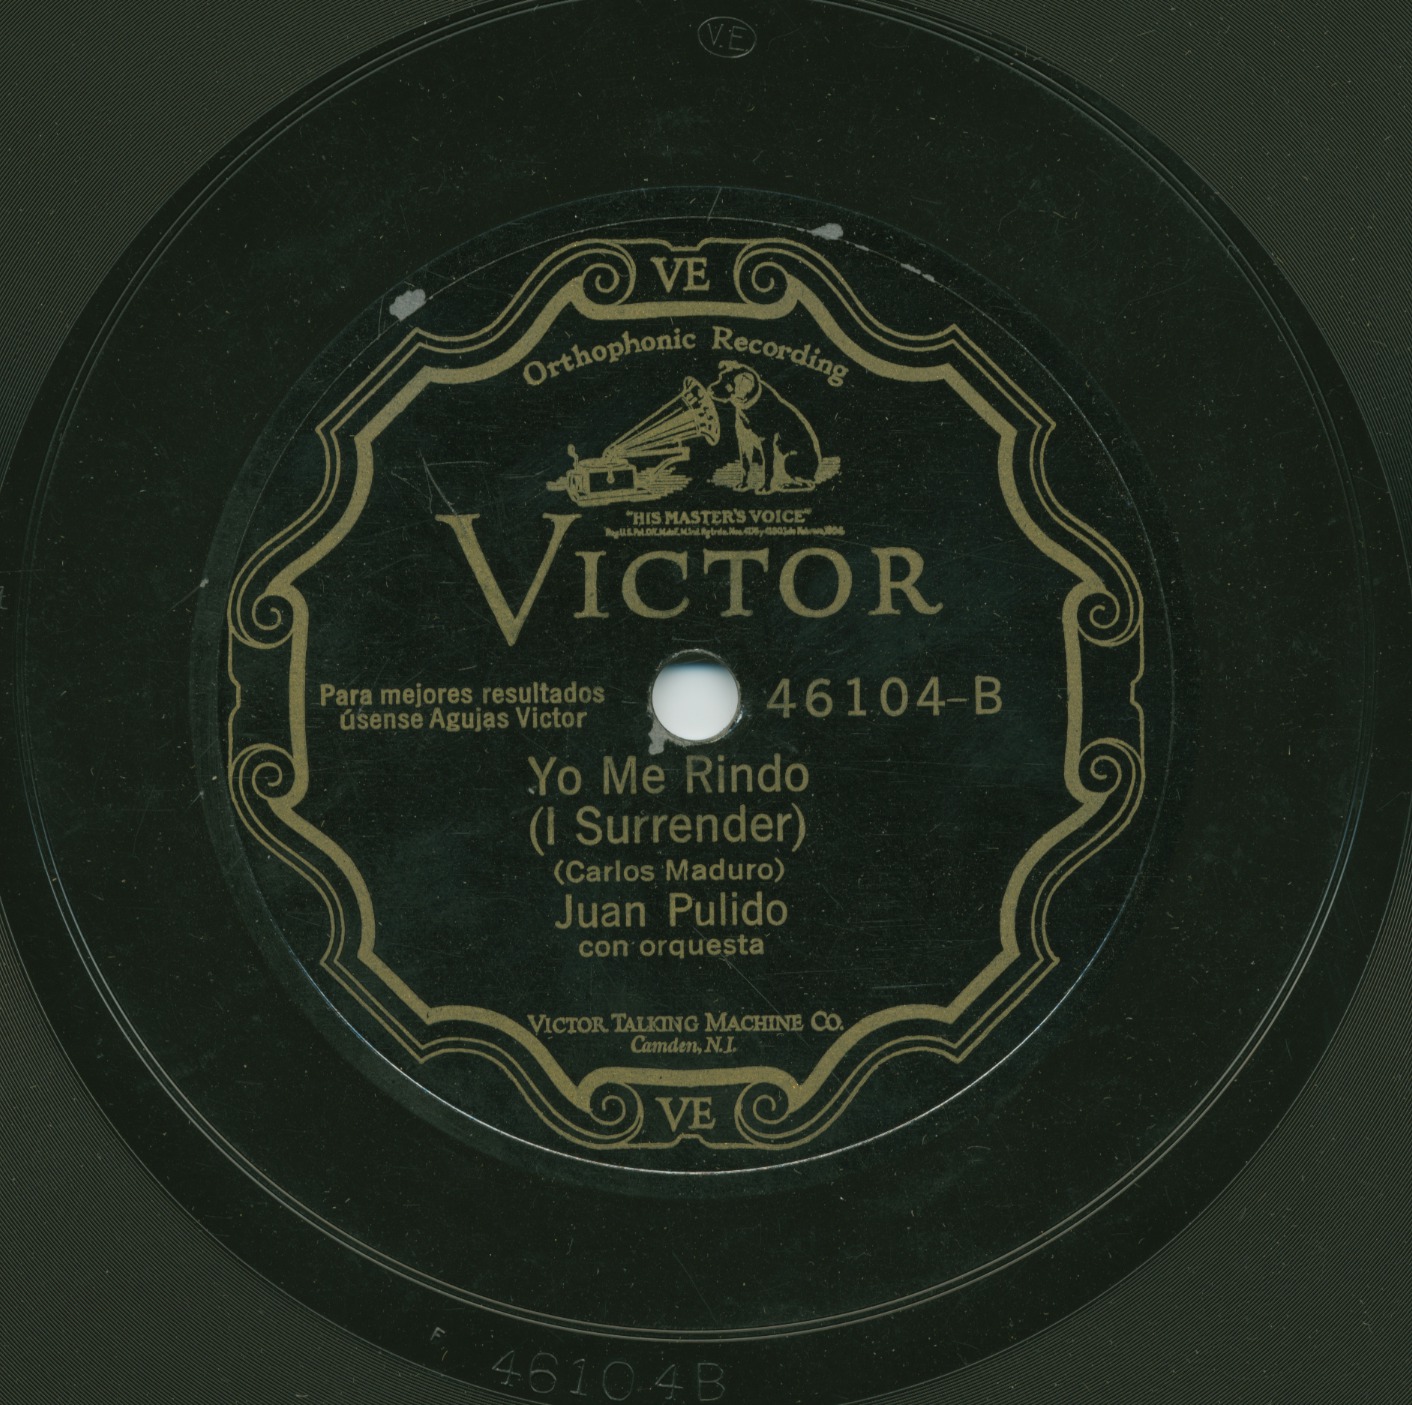 V.E
VE
Orthophonic Recording
"HIS MASTER'S VOICE"
VICTOR
Para mejores resultados
úsense Agujas Victor
46104-B
Yo Me Rindo
(I Surrender)
(Carlos Maduro)
Juan Pulido
con orquesta
VICTOR TALKING MACHINE CO.
Camden, N.J.
VE
F
46104B